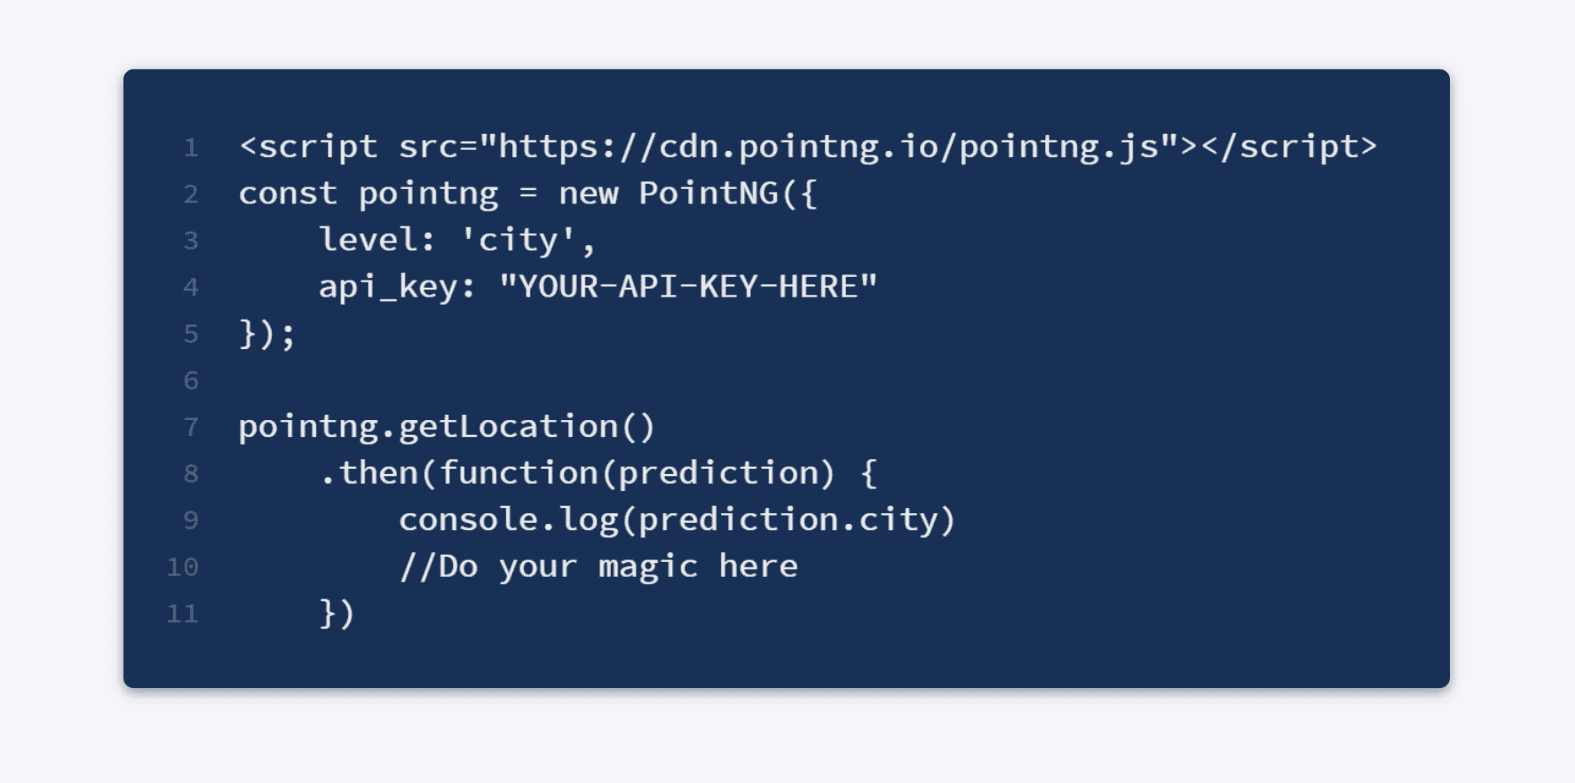 1 <script src="https://cdn.pointng.io/pointng.js"></script>
2 const pointng = new PointNG({
3     level: 'city',
4     api_key: "YOUR-API-KEY-HERE"
5 });
6
7 pointng.getLocation()
8     .then(function(prediction) {
9         console.log(prediction.city)
10         //Do your magic here
11     })